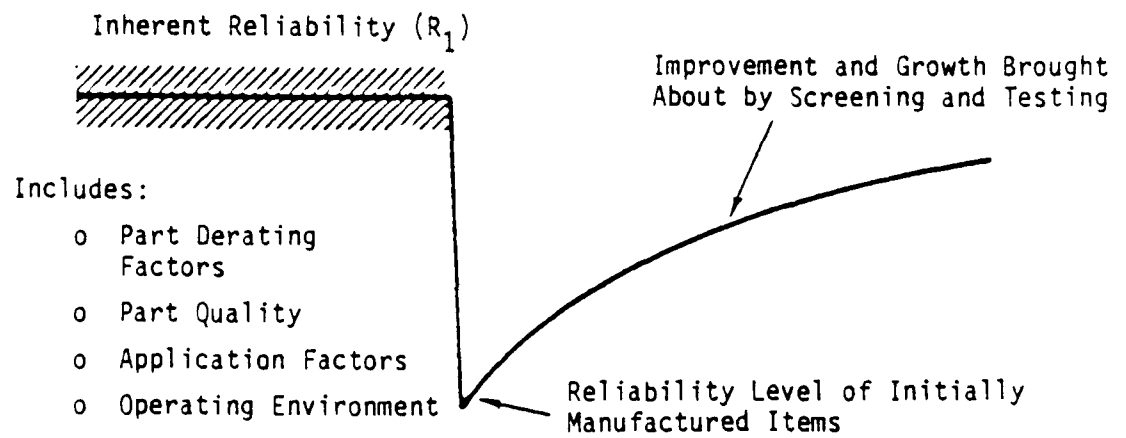 Inherent Reliability (R1)
Improvement and Growth Brought
About by Screening and Testing
Includes:
o Part Derating
Factors
o Part Quality
o Application Factors
o Operating Environment
Reliability Level of Initially
Manufactured Items